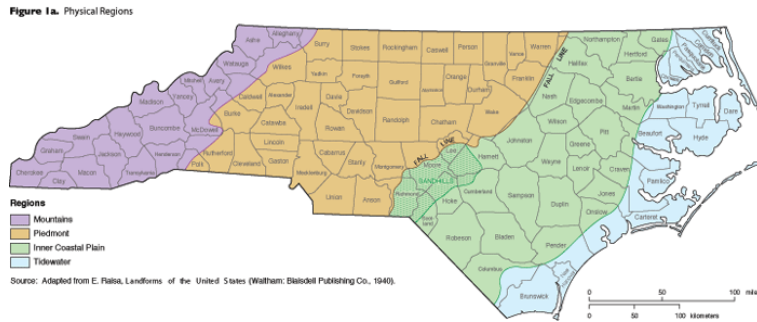 Figure 1a. Physical Regions
Ashe
Alleghany
Surry
Stokes
Rockingham
Caswell
Person
Granville
Vance
Warren
Northampton
Gates
Halifax
Hertford
Watauga
Wilkes
Yadkin
Forsyth
Guilford
Orange
Durham
Franklin
Bertie
Mitchell
Avery
Yancey
Madison
Caldwell
Alexander
Iredell
Davie
Davidson
Randolph
Chatham
Wake
Nash
Edgecombe
Martin
Washington
Tyrrell
Dare
Burke
McDowell
Buncombe
Haywood
Swain
Graham
Cherokee
Clay
Macon
Jackson
Transylvania
Henderson
Polk
Rutherford
Cleveland
Catawba
Lincoln
Gaston
Rowan
Cabarrus
Mecklenburg
Stanly
Montgomery
Union
Anson
FALL LINE
FALL LINE
Moore
Lee
SANDHILLS
Richmond
Harnett
Johnston
Wilson
Pitt
Beaufort
Hyde
Greene
Wayne
Lenoir
Craven
Pamlico
Jones
Carteret
Onslow
Duplin
Sampson
Cumberland
Hoke
Robeson
Bladen
Pender
Columbus
Brunswick
Regions
Mountains
Piedmont
Inner Coastal Plain
Tidewater
Source: Adapted from E. Raisa, Landforms of the United States (Waltham: Blaisdell Publishing Co., 1940).
0 50 100 miles
0 50 100 kilometers